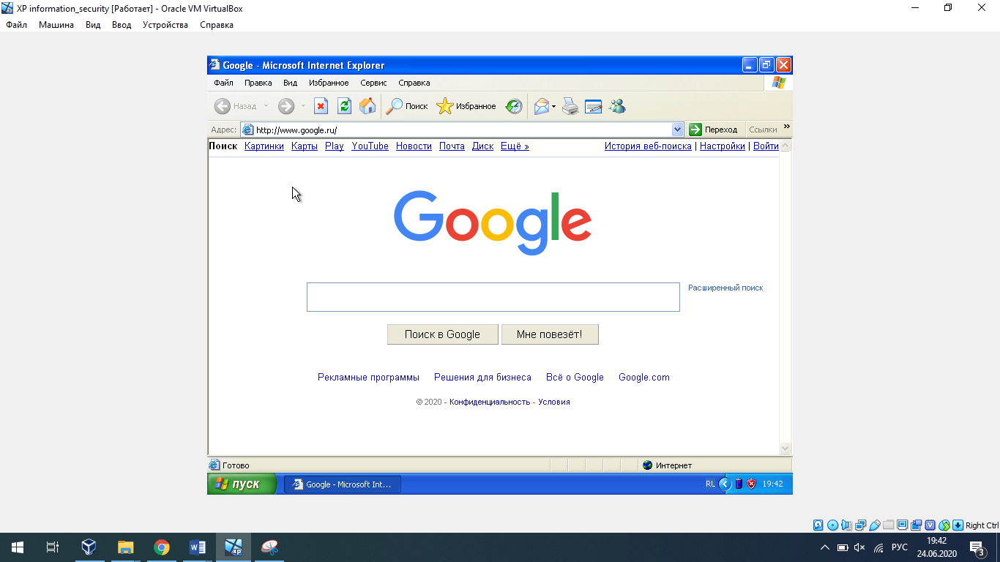 XP information_security [Работает] - Oracle VM VirtualBox
Файл Машина Вид Ввод Устройства Справка
Google - Microsoft Internet Explorer
Файл Правка Вид Избранное Сервис Справка
Назад Поиск Избранное
Адрес: http://www.google.ru/ Переход Ссылки »
Поиск Картинки Карты Play YouTube Новости Почта Диск Ещё » История веб-поиска | Настройки | Войти
Google
Расширенный поиск
Поиск в Google Мне повезёт!
Рекламные программы Решения для бизнеса Всё о Google Google.com
© 2020 - Конфиденциальность - Условия
Готово Интернет
пуск Google - Microsoft Int... RL 19:42
Right Ctrl
xp РУС 19:42 3
24.06.2020